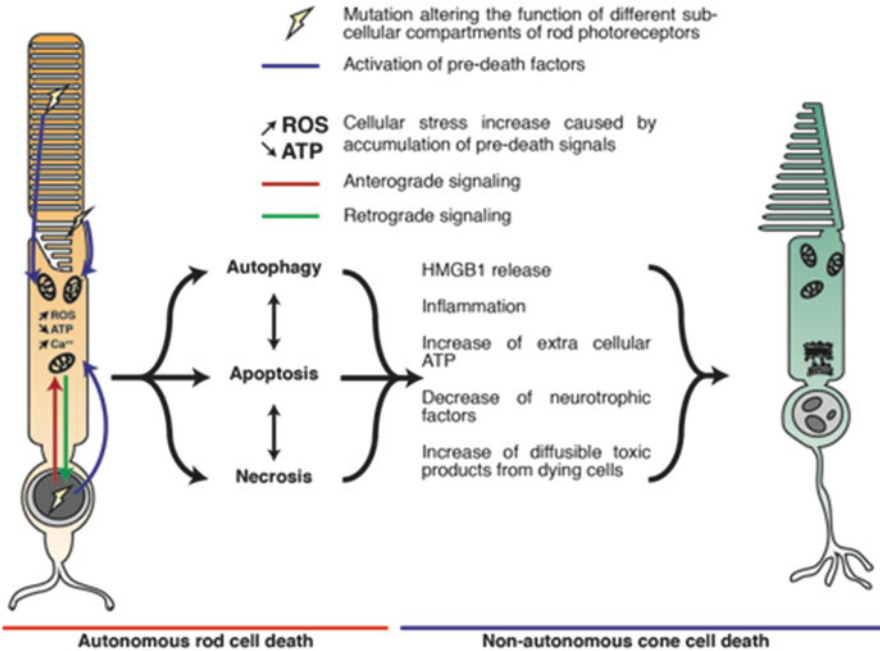 Mutation altering the function of different sub-
cellular compartments of rod photoreceptors
Activation of pre-death factors
ROS
ATP
Cellular stress increase caused by
accumulation of pre-death signals
Anterograde signaling
Retrograde signaling
ROS
ATP
Ca⁺⁺
Autophagy
Apoptosis
Necrosis
HMGB1 release
Inflammation
Increase of extra cellular
ATP
Decrease of neurotrophic
factors
Increase of diffusible toxic
products from dying cells
Autonomous rod cell death
Non-autonomous cone cell death